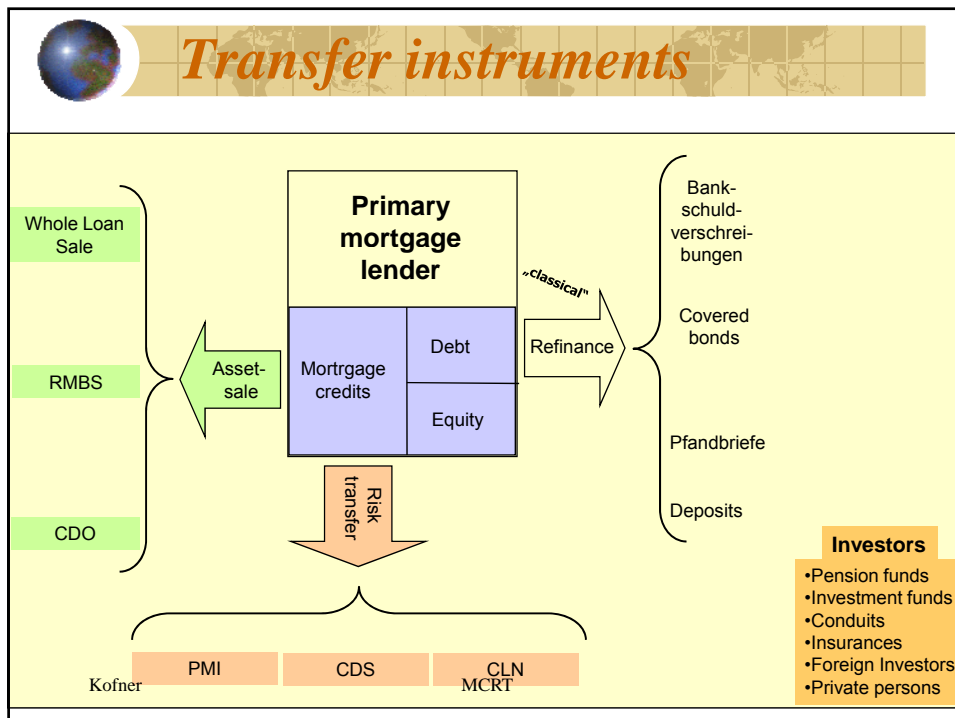 Transfer instruments
Whole Loan
Sale
RMBS
CDO
Asset-
sale
Primary
mortgage
lender
Mortrgage
credits
Debt
Equity
„classical“
Refinance
Bank-
schuld-
verschrei-
bungen
Covered
bonds
Pfandbriefe
Deposits
Risk
transfer
PMI
CDS
CLN
Investors
•Pension funds
•Investment funds
•Conduits
•Insurances
•Foreign Investors
•Private persons
Kofner
MCRT